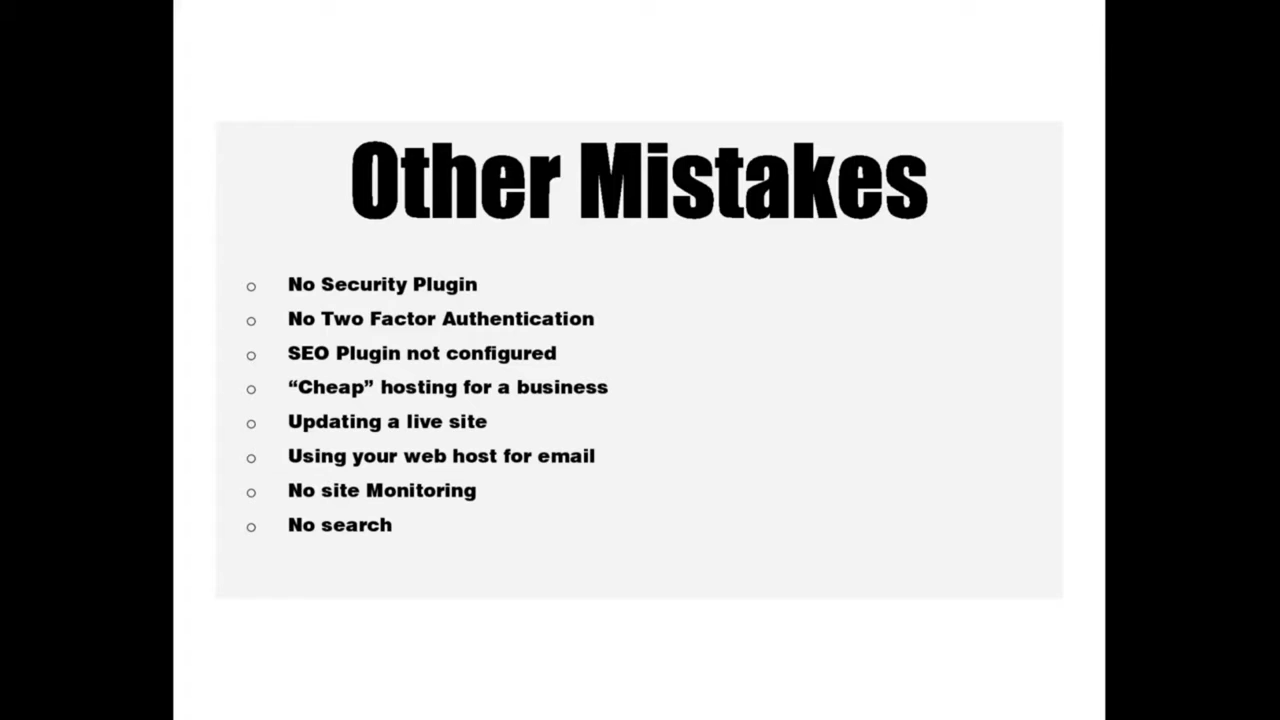 Other Mistakes
No Security Plugin
No Two Factor Authentication
SEO Plugin not configured
“Cheap” hosting for a business
Updating a live site
Using your web host for email
No site Monitoring
No search